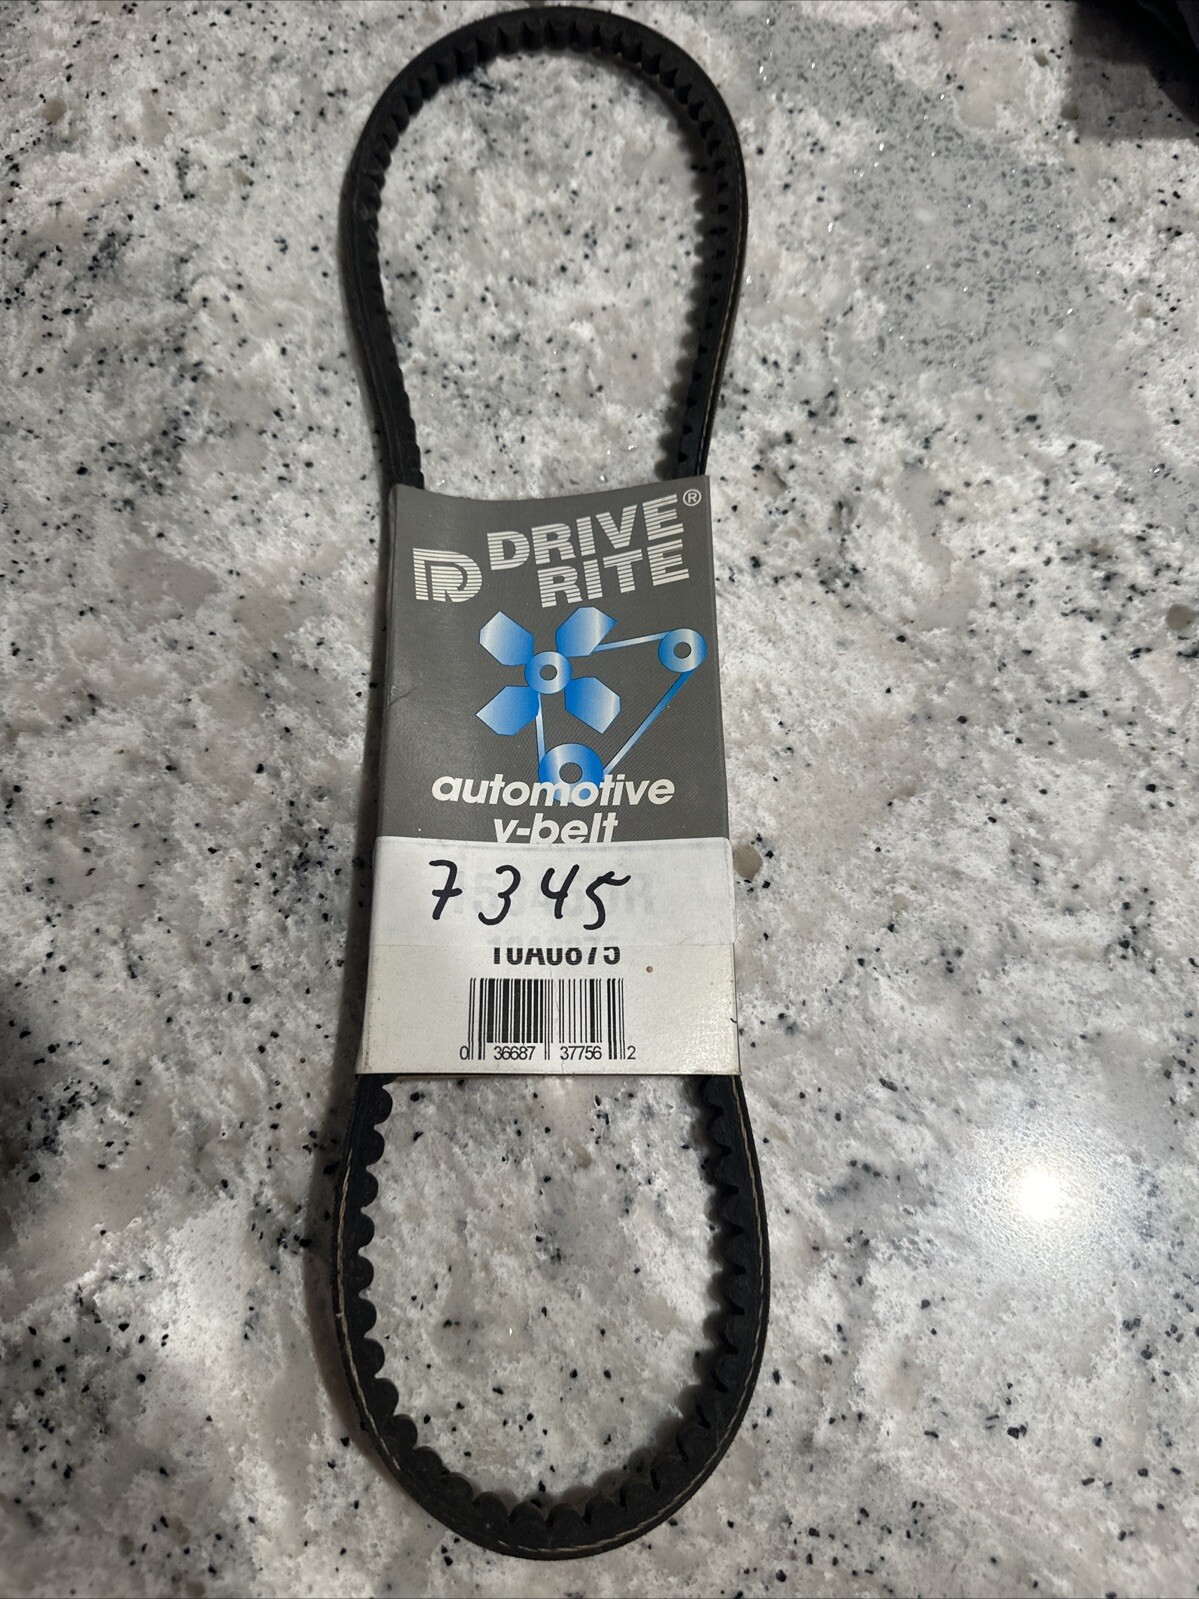 DRIVE®
RITE
automotive
v-belt
7345
10A0875
0 36687 37756 2